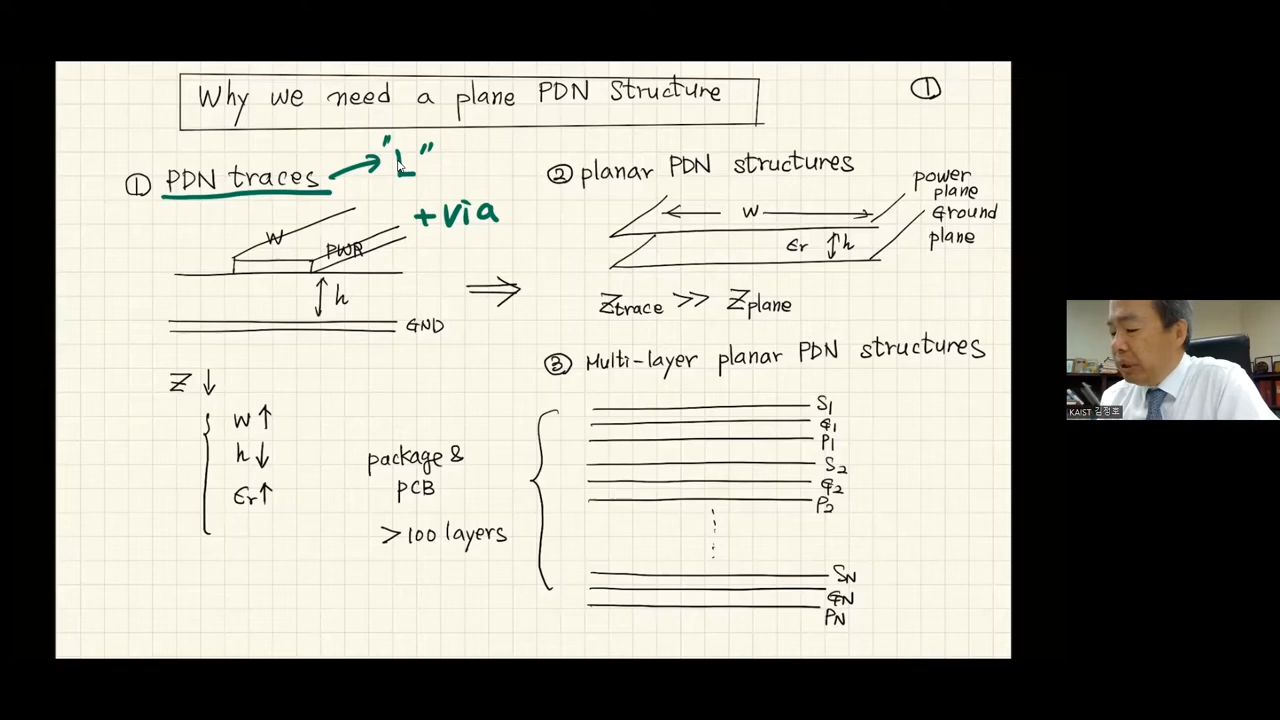 Why we need a plane PDN Structure
①
① PDN traces → "L"
+via
W
PWR
h
GND
Z ↓
W ↑
h ↓
εr ↑
package &
PCB
>100 layers
⇒
② planar PDN structures
power
plane
Ground
plane
W
εr
h
Ztrace >> Zplane
③ Multi-layer planar PDN structures
S1
G1
P1
S2
G2
P2
SN
GN
PN
KAIST 김정호